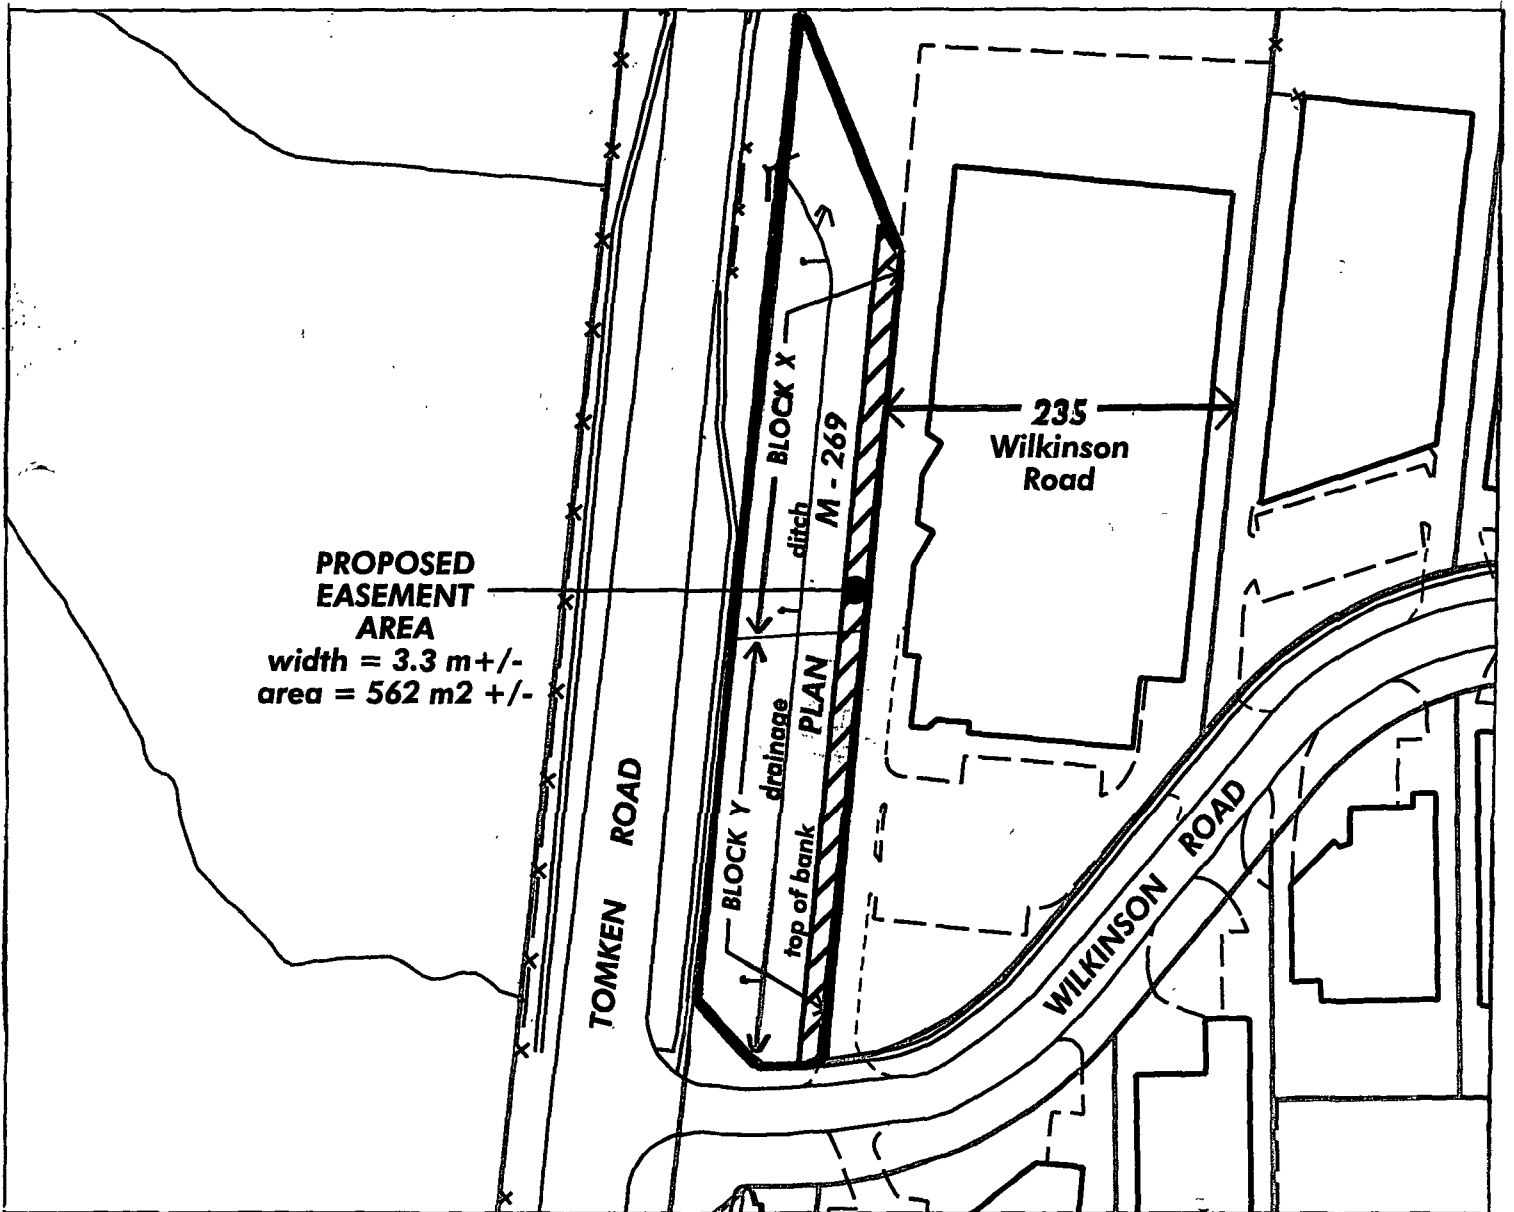 PROPOSED
EASEMENT
AREA
width = 3.3 m+/-
area = 562 m2 +/-
TOMKEN ROAD
BLOCK X
BLOCK Y
drainage ditch
top of bank
PLAN M - 269
235
Wilkinson
Road
WILKINSON ROAD